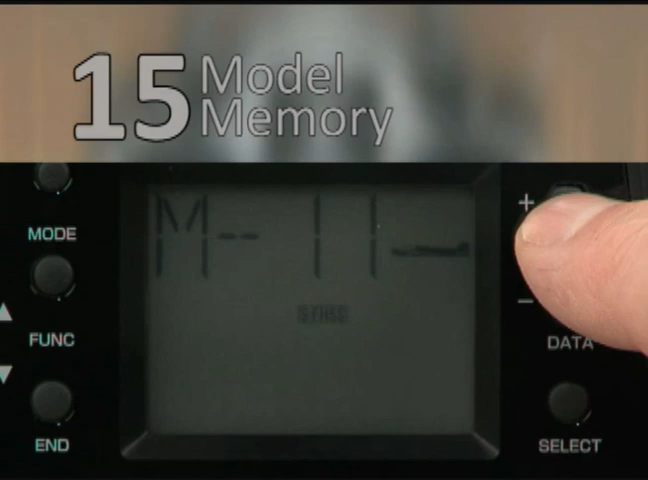 15 Model
Memory
M-- 11
MODE
+
FUNC
-
DATA
END
SELECT